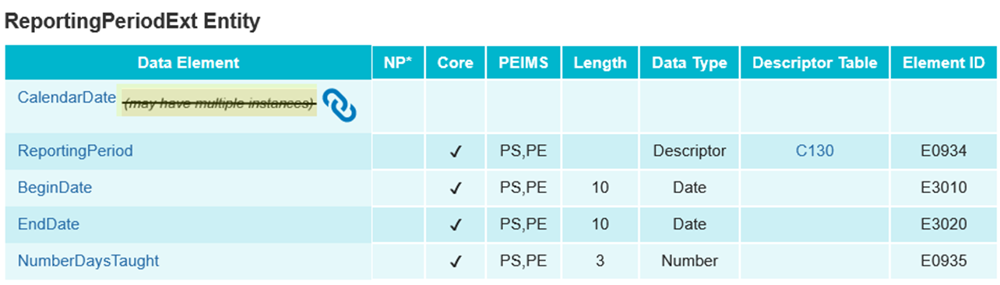 ReportingPeriodExt Entity
Data Element NP* Core PEIMS Length Data Type Descriptor Table Element ID
CalendarDate (may have multiple instances)
ReportingPeriod ✓ PS,PE Descriptor C130 E0934
BeginDate ✓ PS,PE 10 Date E3010
EndDate ✓ PS,PE 10 Date E3020
NumberDaysTaught ✓ PS,PE 3 Number E0935